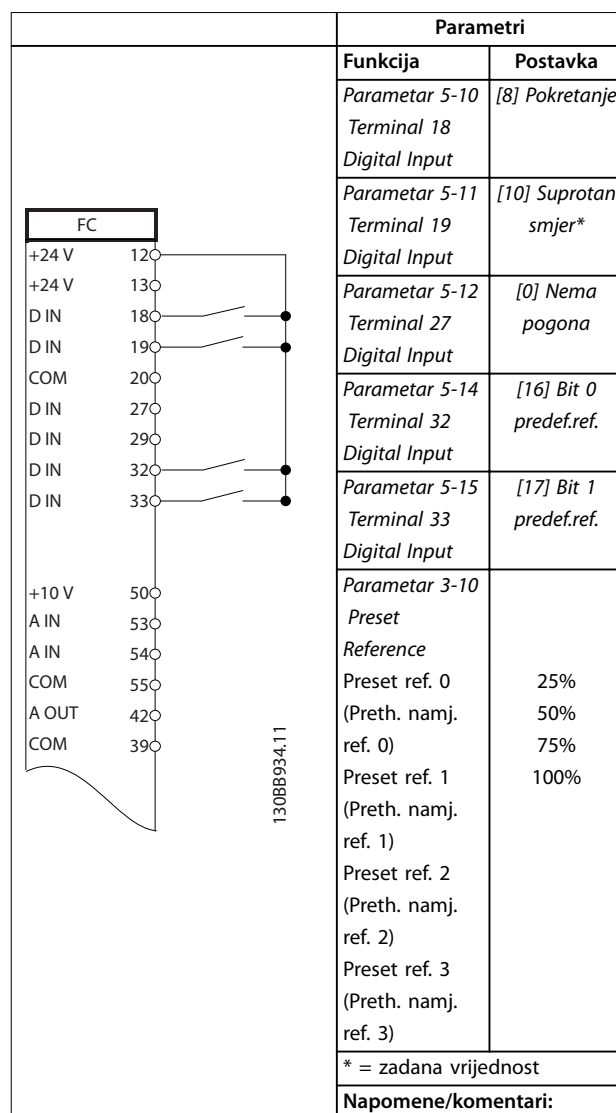 Parametri
Funkcija Postavka
Parametar 5-10 [8] Pokretanje
Terminal 18
Digital Input
Parametar 5-11 [10] Suprotan
Terminal 19 smjer*
Digital Input
Parametar 5-12 [0] Nema
Terminal 27 pogona
Digital Input
Parametar 5-14 [16] Bit 0
Terminal 32 predef.ref.
Digital Input
Parametar 5-15 [17] Bit 1
Terminal 33 predef.ref.
Digital Input
Parametar 3-10
Preset
Reference
Preset ref. 0 25%
(Preth. namj. 50%
ref. 0) 75%
Preset ref. 1 100%
(Preth. namj.
ref. 1)
Preset ref. 2
(Preth. namj.
ref. 2)
Preset ref. 3
(Preth. namj.
ref. 3)
* = zadana vrijednost
Napomene/komentari:
FC
+24 V 12
+24 V 13
D IN 18
D IN 19
COM 20
D IN 27
D IN 29
D IN 32
D IN 33
+10 V 50
A IN 53
A IN 54
COM 55
A OUT 42
COM 39
130BB934.11